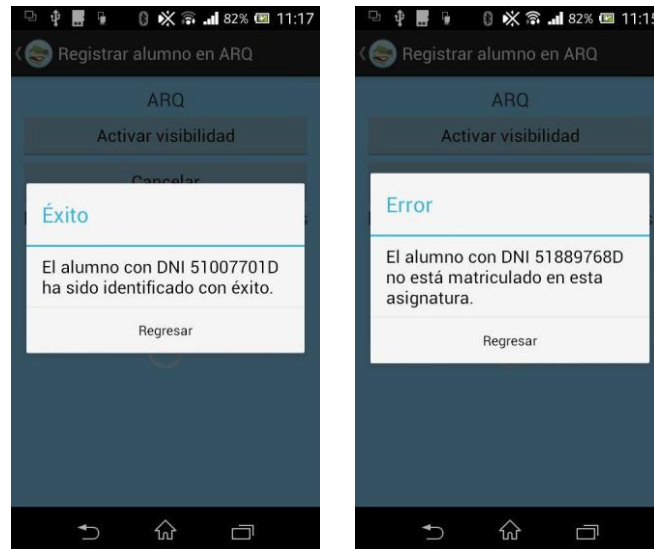 82% 11:17
Registrar alumno en ARQ
ARQ
Activar visibilidad
Cancelar
Éxito
El alumno con DNI 51007701D
ha sido identificado con éxito.
Regresar
82% 11:15
Registrar alumno en ARQ
ARQ
Activar visibilidad
Error
El alumno con DNI 51889768D
no está matriculado en esta
asignatura.
Regresar